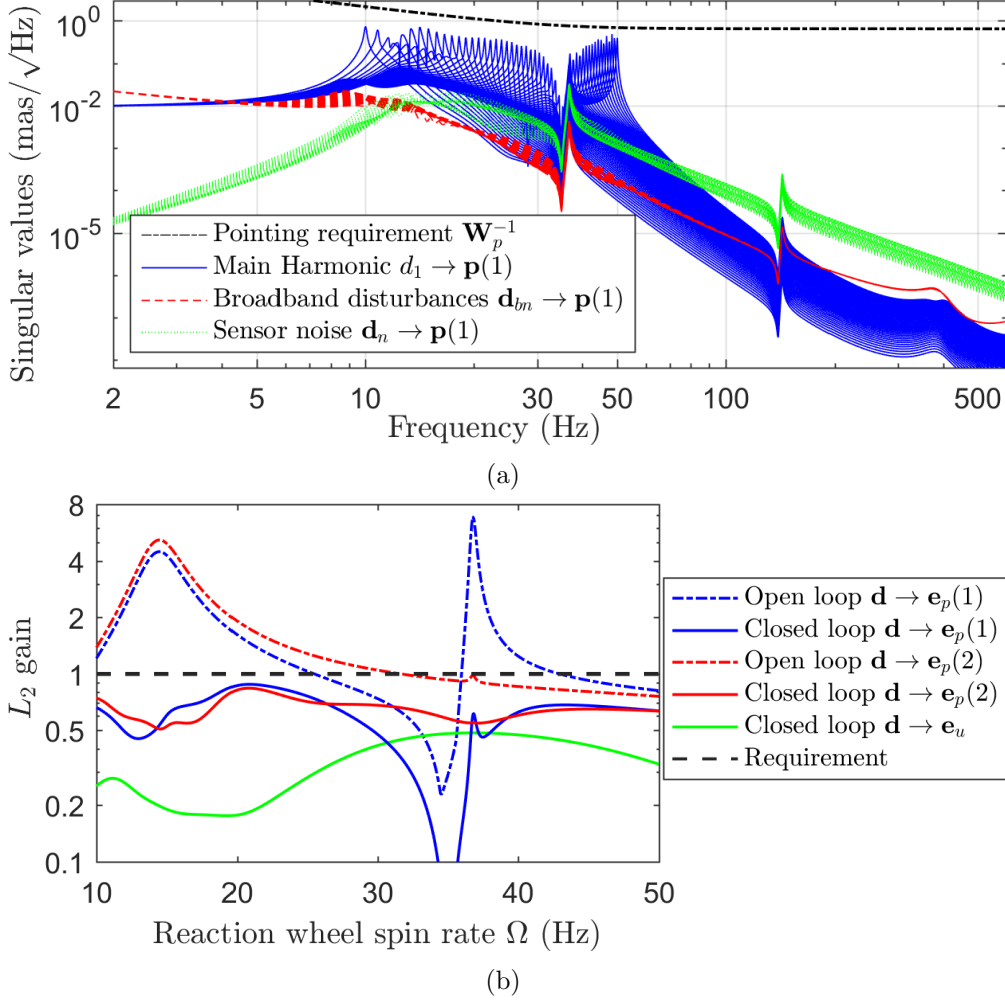 Singular values (mas/√Hz)
10^0
10^-2
10^-5
Pointing requirement W_p^-1
Main Harmonic d_1 → p(1)
Broadband disturbances d_bn → p(1)
Sensor noise d_n → p(1)
2 5 10 20 50 100 500
Frequency (Hz)
(a)
L_2 gain
8
4
2
1
0.5
0.2
0.1
Open loop d → e_p(1)
Closed loop d → e_p(1)
Open loop d → e_p(2)
Closed loop d → e_p(2)
Closed loop d → e_u
Requirement
10 20 30 40 50
Reaction wheel spin rate Ω (Hz)
(b)